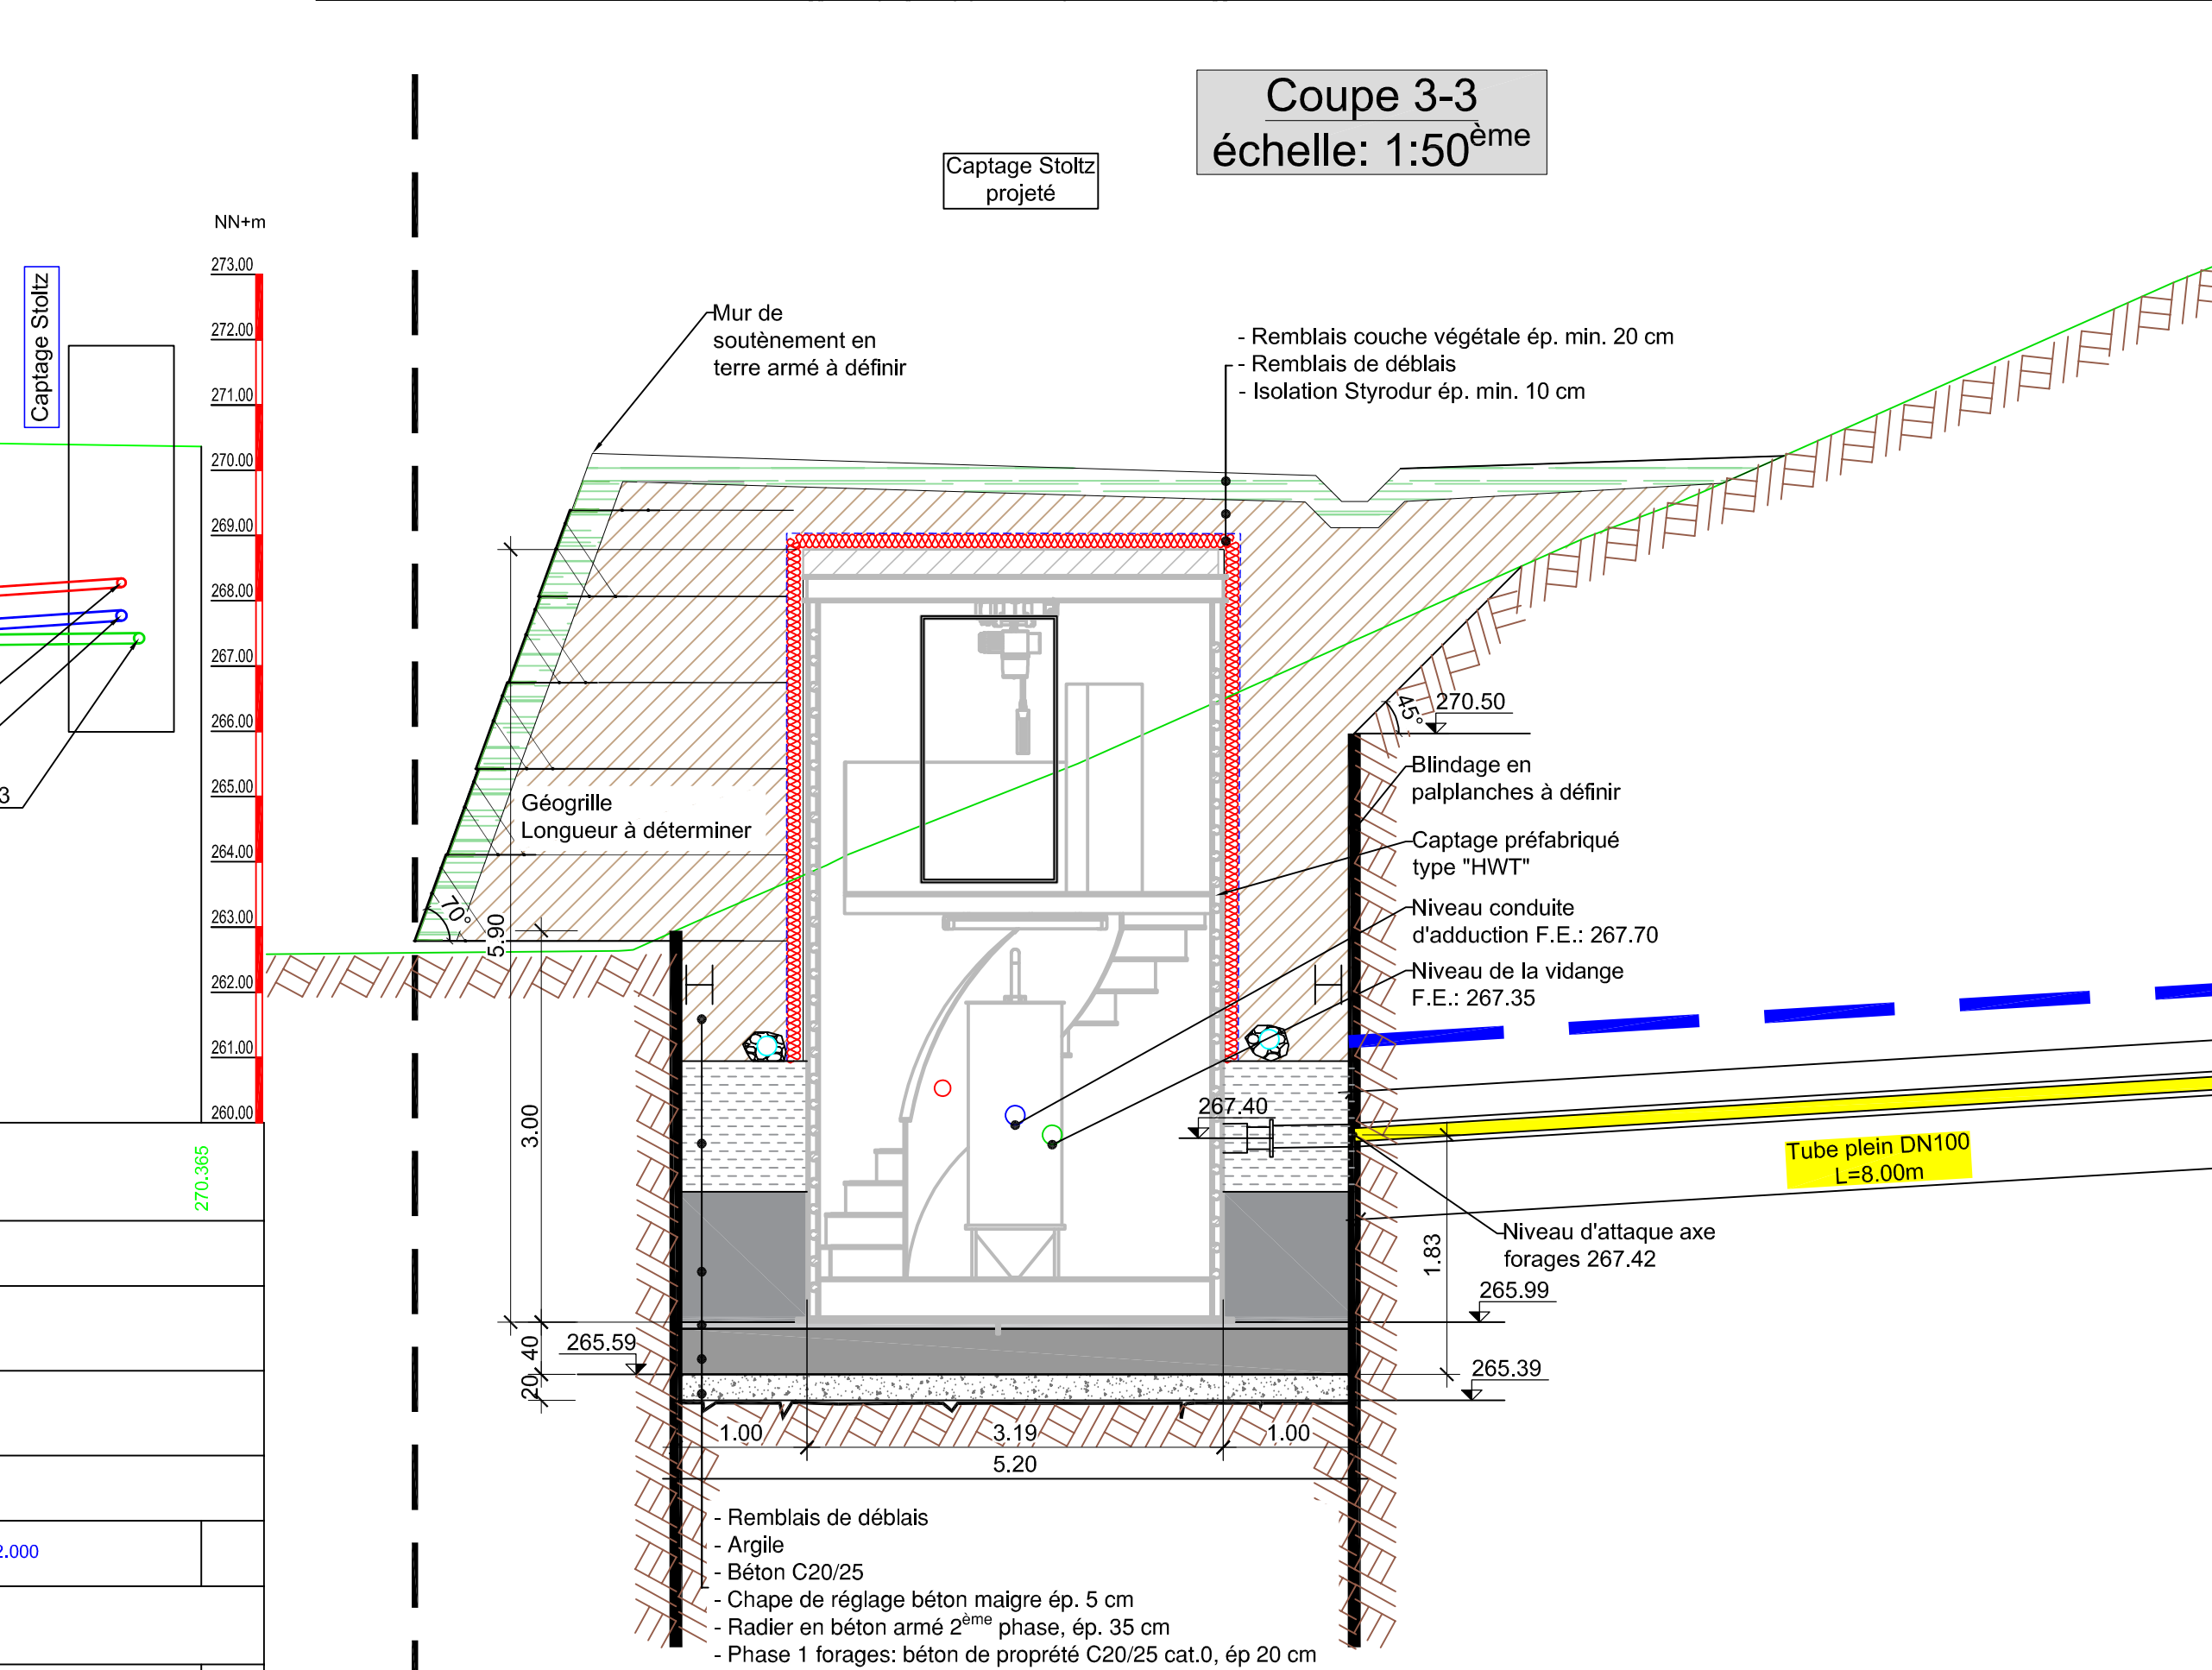 Coupe 3-3
échelle: 1:50ème
Captage Stoltz
projeté
NN+m
Captage Stoltz
273.00
272.00
271.00
270.00
269.00
268.00
267.00
266.00
265.00
264.00
263.00
262.00
261.00
260.00
3
270.365
2.000
Mur de
soutènement en
terre armé à définir
- Remblais couche végétale ép. min. 20 cm
- Remblais de déblais
- Isolation Styrodur ép. min. 10 cm
45°
270.50
Blindage en
palplanches à définir
Captage préfabriqué
type "HWT"
Niveau conduite
d'adduction F.E.: 267.70
Niveau de la vidange
F.E.: 267.35
Géogrille
Longueur à déterminer
70°
5.90
3.00
40
20
265.59
267.40
Tube plein DN100
L=8.00m
Niveau d'attaque axe
forages 267.42
1.83
265.99
265.39
1.00
3.19
1.00
5.20
- Remblais de déblais
- Argile
- Béton C20/25
- Chape de réglage béton maigre ép. 5 cm
- Radier en béton armé 2ème phase, ép. 35 cm
- Phase 1 forages: béton de proprété C20/25 cat.0, ép 20 cm